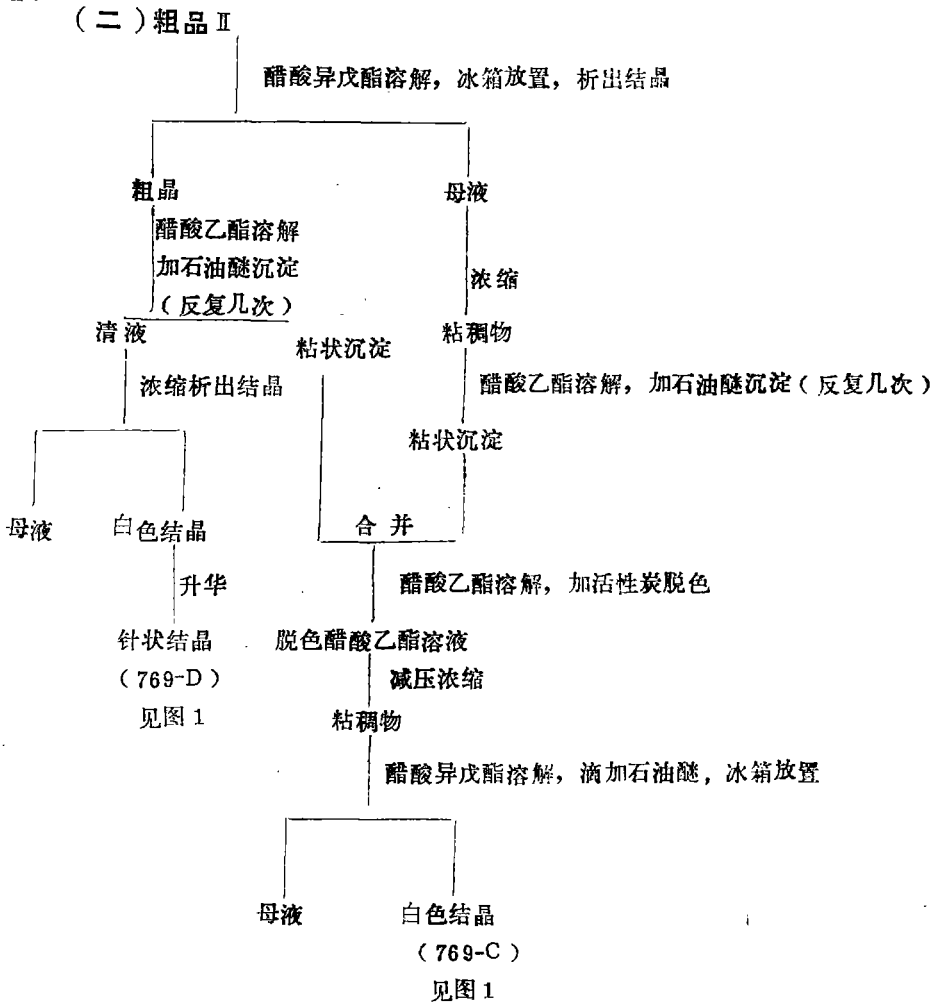 （二）粗品Ⅱ
醋酸异戊酯溶解，冰箱放置，析出结晶
粗晶
母液
醋酸乙酯溶解
加石油醚沉淀
（反复几次）
浓缩
清液
粘状沉淀
粘稠物
浓缩析出结晶
醋酸乙酯溶解，加石油醚沉淀（反复几次）
粘状沉淀
母液
白色结晶
合并
升华
醋酸乙酯溶解，加活性炭脱色
针状结晶
（769-D）
见图1
脱色醋酸乙酯溶液
减压浓缩
粘稠物
醋酸异戊酯溶解，滴加石油醚，冰箱放置
母液
白色结晶
（769-C）
见图1